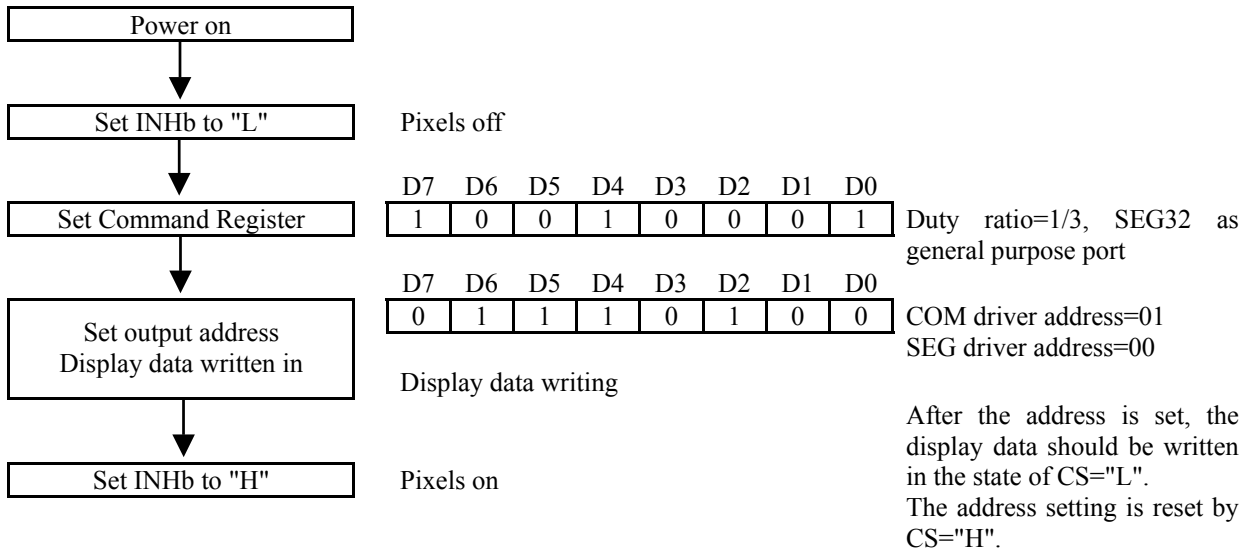 Power on
Set INHb to "L"
Pixels off
D7 D6 D5 D4 D3 D2 D1 D0
Set Command Register
1 0 0 1 0 0 0 1
Duty ratio=1/3, SEG32 as
general purpose port
D7 D6 D5 D4 D3 D2 D1 D0
0 1 1 1 0 1 0 0
COM driver address=01
SEG driver address=00
Set output address
Display data written in
Display data writing
After the address is set, the
display data should be written
in the state of CS="L".
The address setting is reset by
CS="H".
Set INHb to "H"
Pixels on